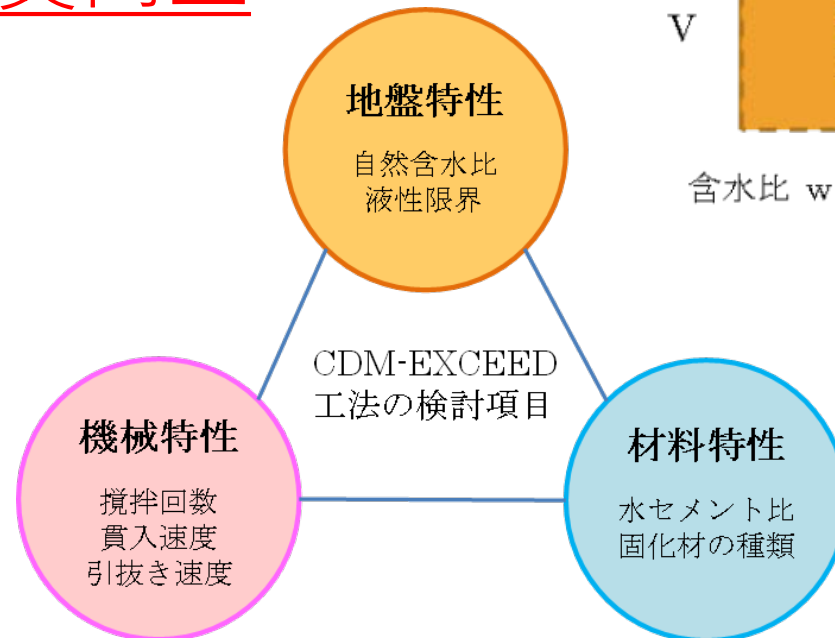 V
含水比 w
地盤特性
自然含水比
液性限界
CDM-EXCEED
工法の検討項目
機械特性
撹拌回数
貫入速度
引抜き速度
材料特性
水セメント比
固化材の種類